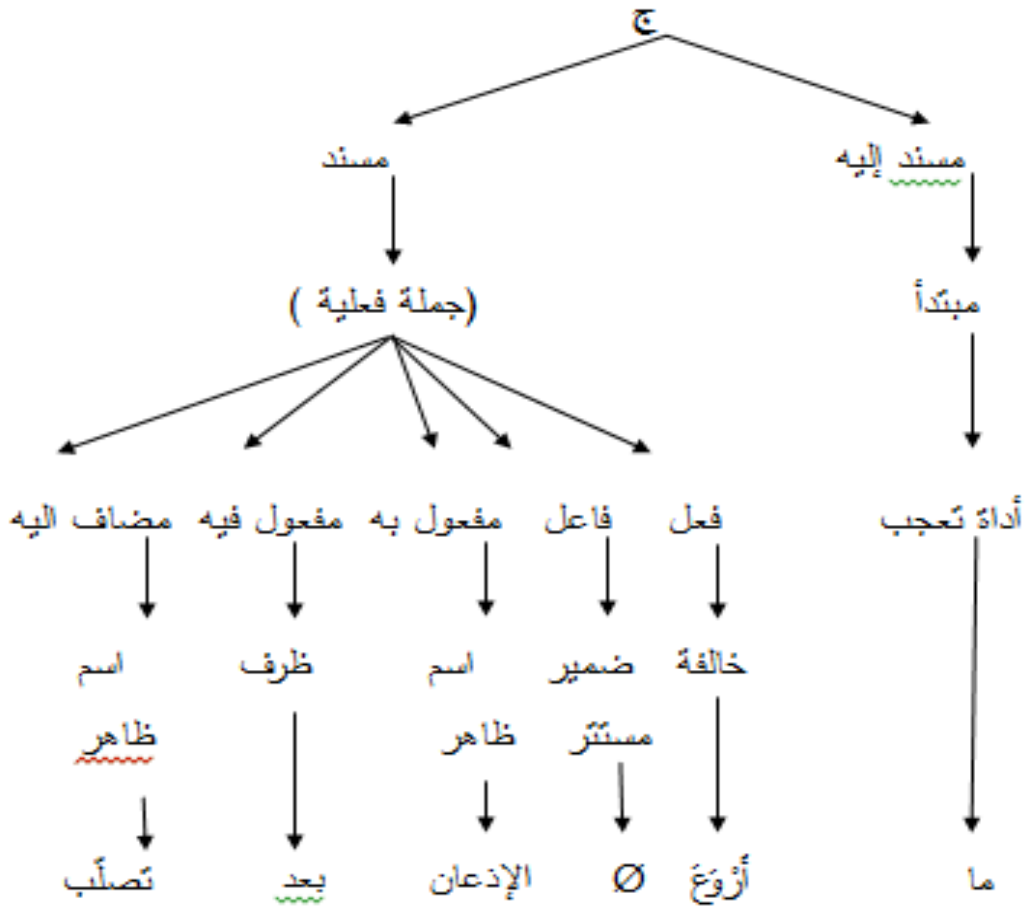 ج
مسند إليه مسند
مبتدأ (جملة فعلية )
أداة تعجب فعل فاعل مفعول به مفعول فيه مضاف اليه
خالفة ضمير اسم ظرف اسم
مستتر ظاهر ظاهر
ما أرْوَعَ Ø الإذعان بعد تصلّب